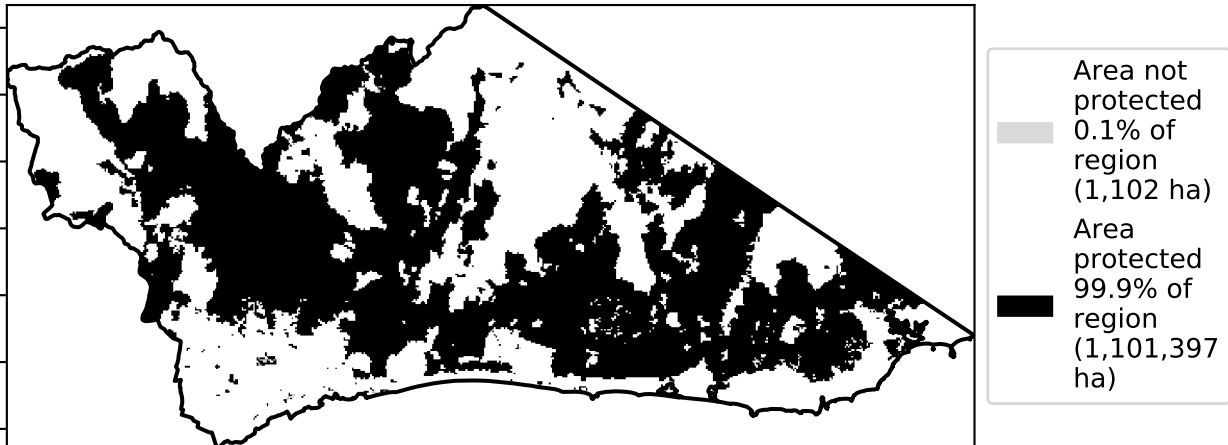 Area not
protected
0.1% of
region
(1,102 ha)
Area
protected
99.9% of
region
(1,101,397
ha)